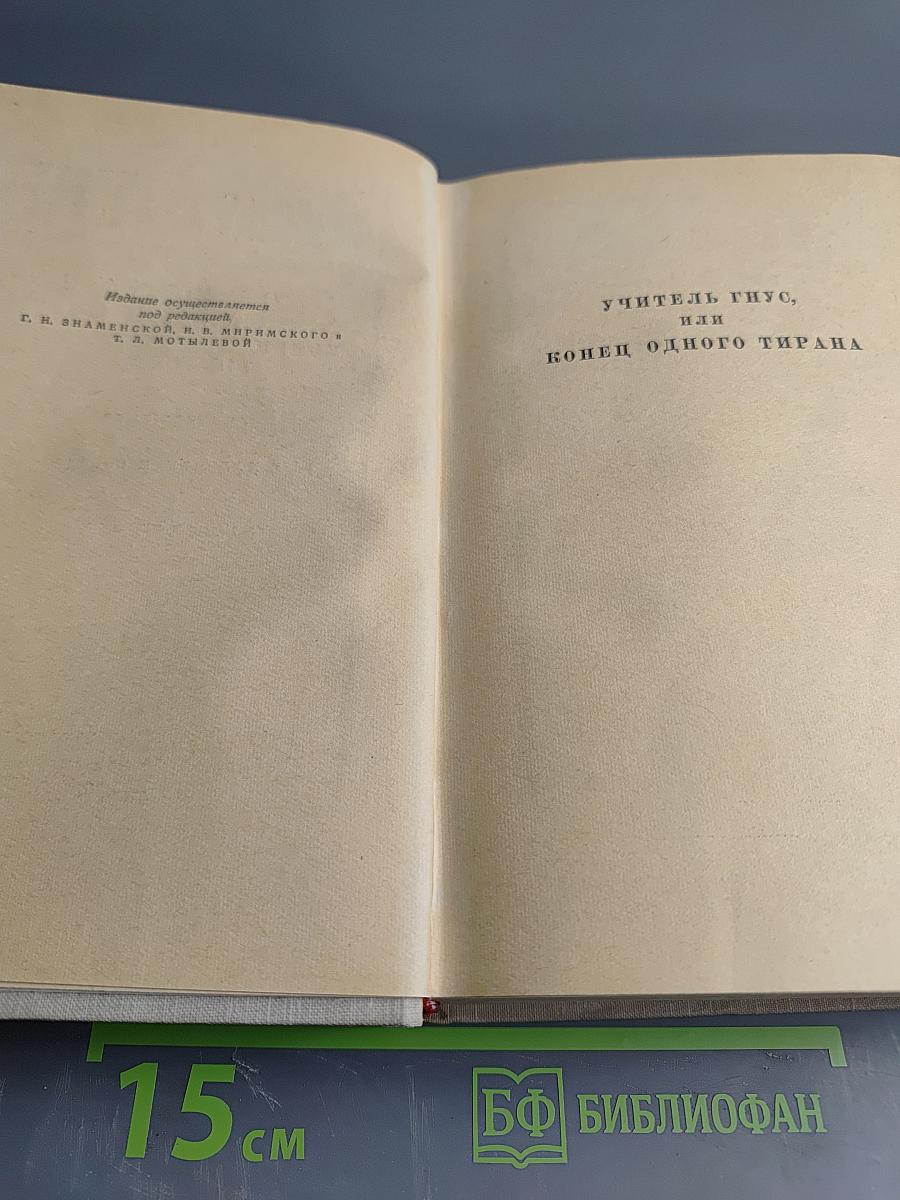 Издание осуществляется
под редакцией
Г. Н. ЗНАМЕНСКОЙ, Н. В. МИРИМСКОГО и
Т. Л. МОТЫЛЕВОЙ
УЧИТЕЛЬ ГНУС,
ИЛИ
КОНЕЦ ОДНОГО ТИРАНА
15 см
БФ БИБЛИОФАН